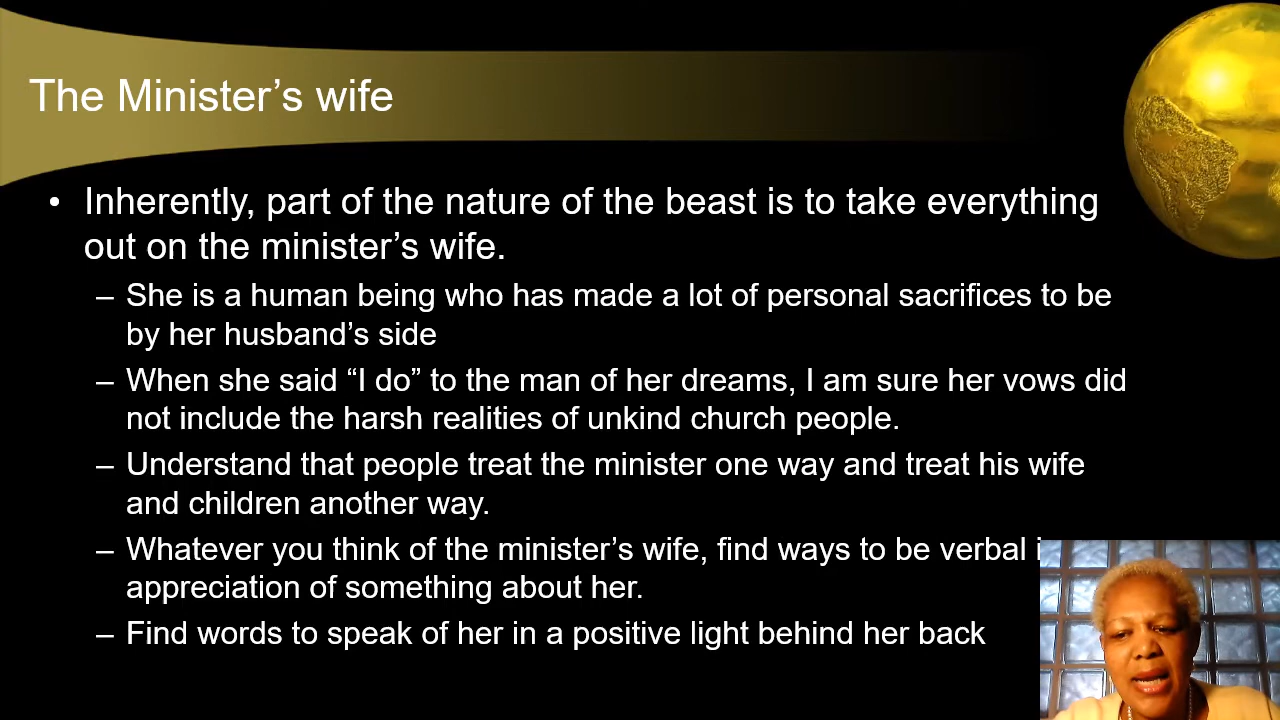 The Minister’s wife
• Inherently, part of the nature of the beast is to take everything
out on the minister’s wife.
– She is a human being who has made a lot of personal sacrifices to be
by her husband’s side
– When she said “I do” to the man of her dreams, I am sure her vows did
not include the harsh realities of unkind church people.
– Understand that people treat the minister one way and treat his wife
and children another way.
– Whatever you think of the minister’s wife, find ways to be verbal
appreciation of something about her.
– Find words to speak of her in a positive light behind her back